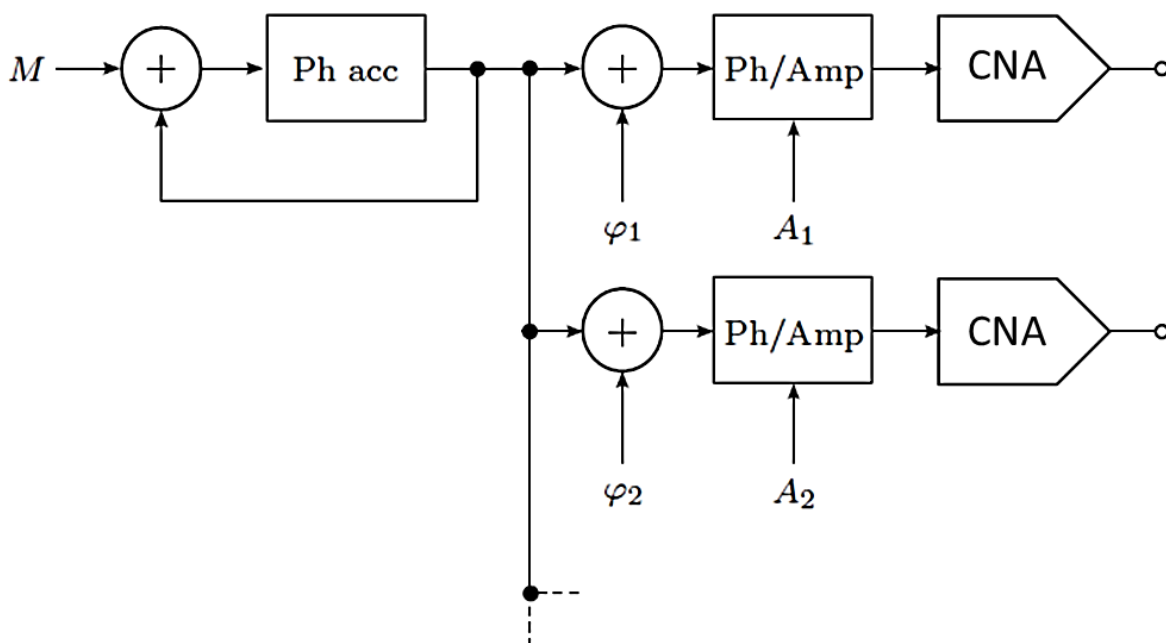 M + Ph acc + Ph/Amp CNA
φ1 A1
+ Ph/Amp CNA
φ2 A2